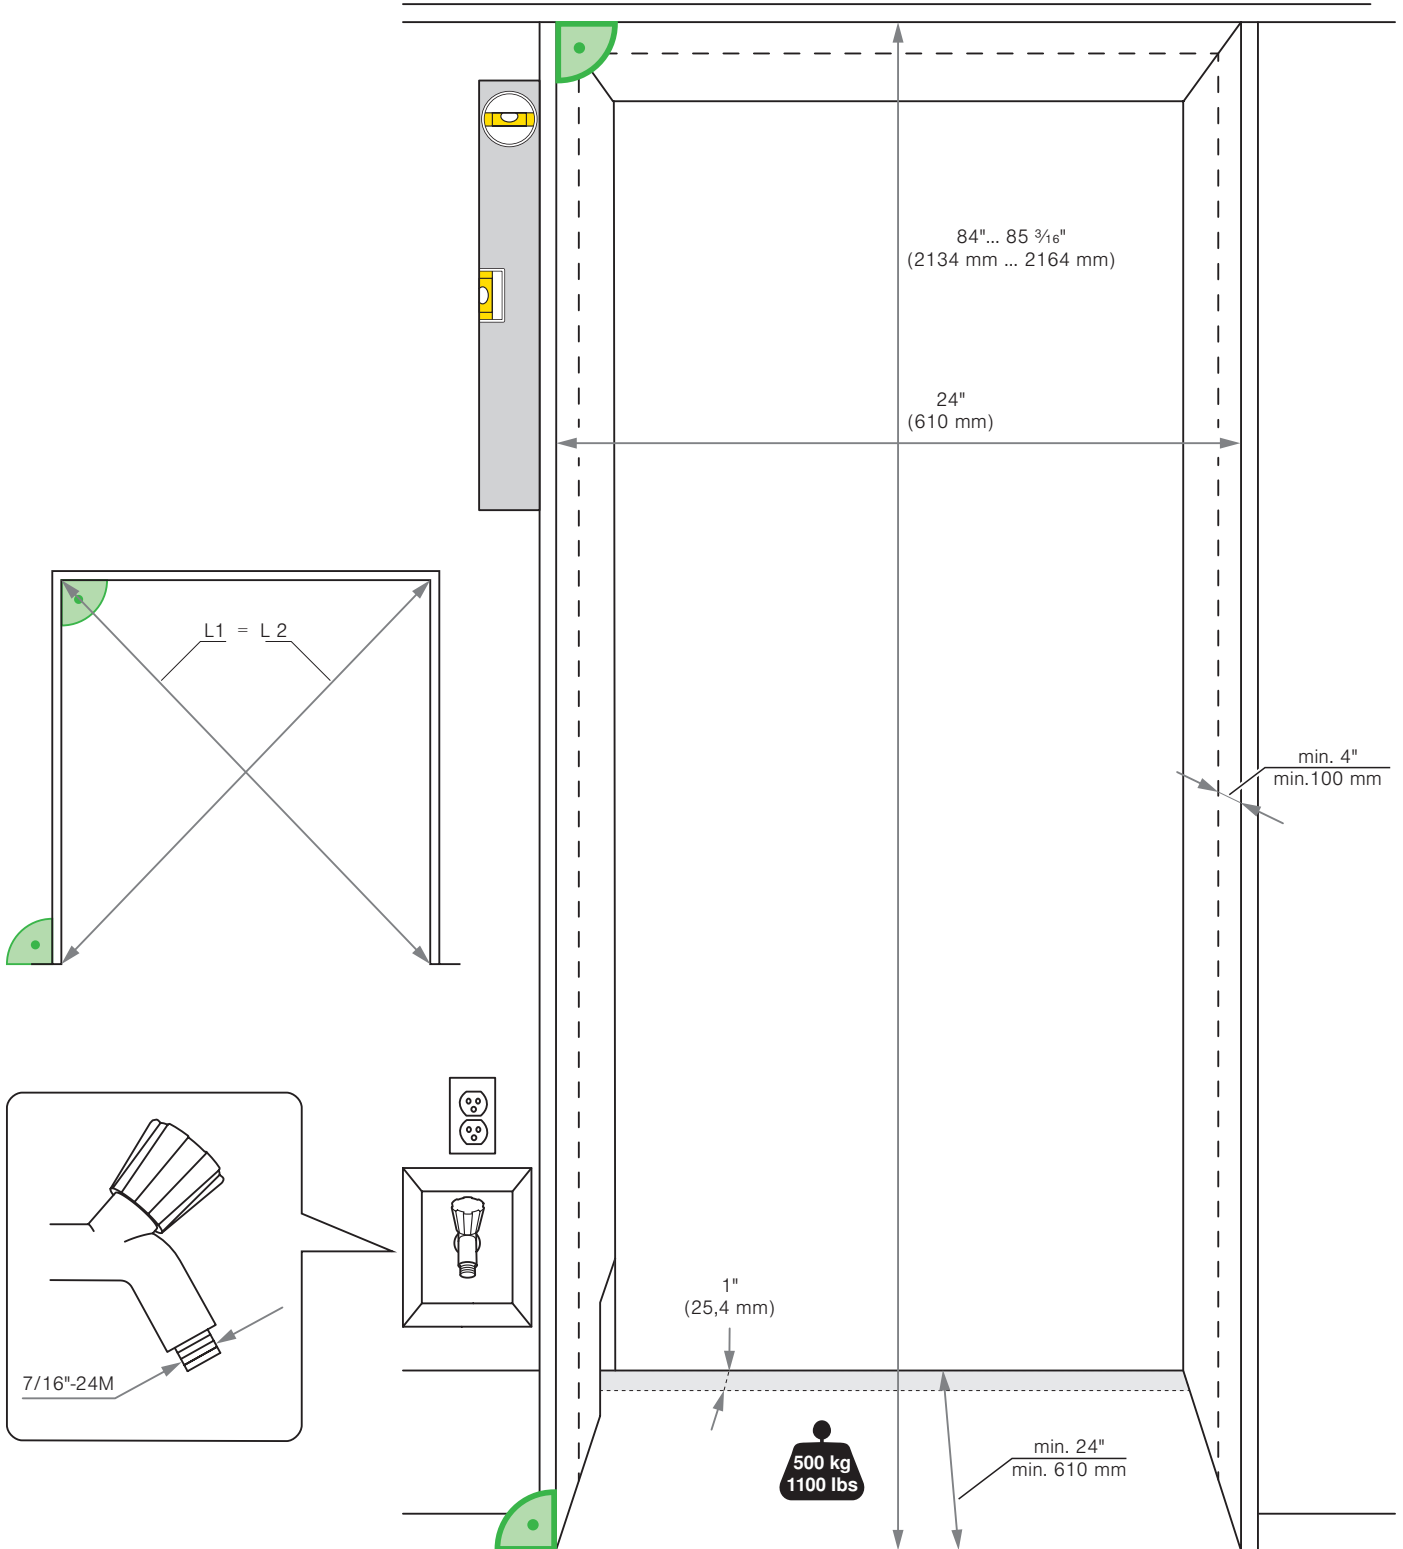 84"... 85 ³⁄₁₆"
(2134 mm ... 2164 mm)
24"
(610 mm)
L1 = L 2
min. 4"
min.100 mm
1"
(25,4 mm)
7/16"-24M
500 kg
1100 lbs
min. 24"
min. 610 mm